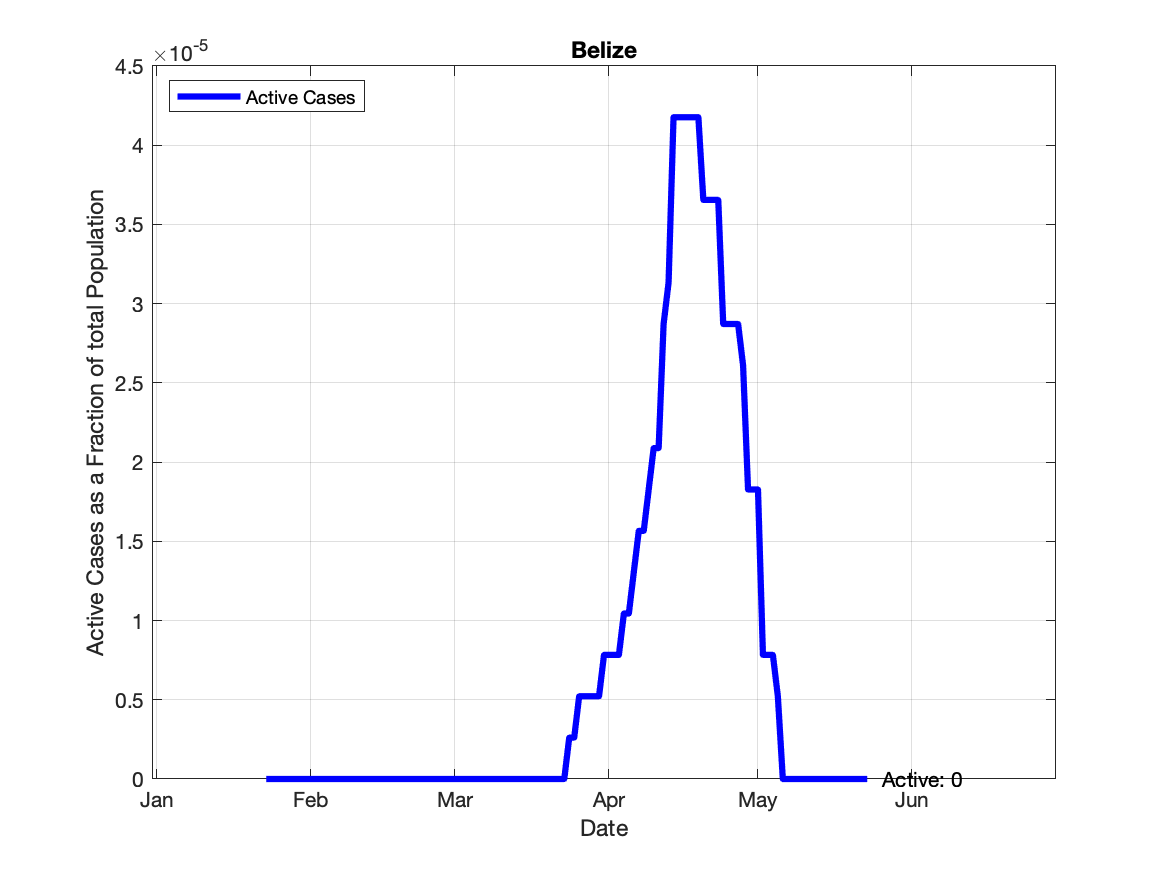 Belize
×10-5
4.5
4
3.5
3
2.5
2
1.5
1
0.5
0
Active Cases as a Fraction of total Population
Active Cases
Active: 0
Jan Feb Mar Apr May Jun
Date